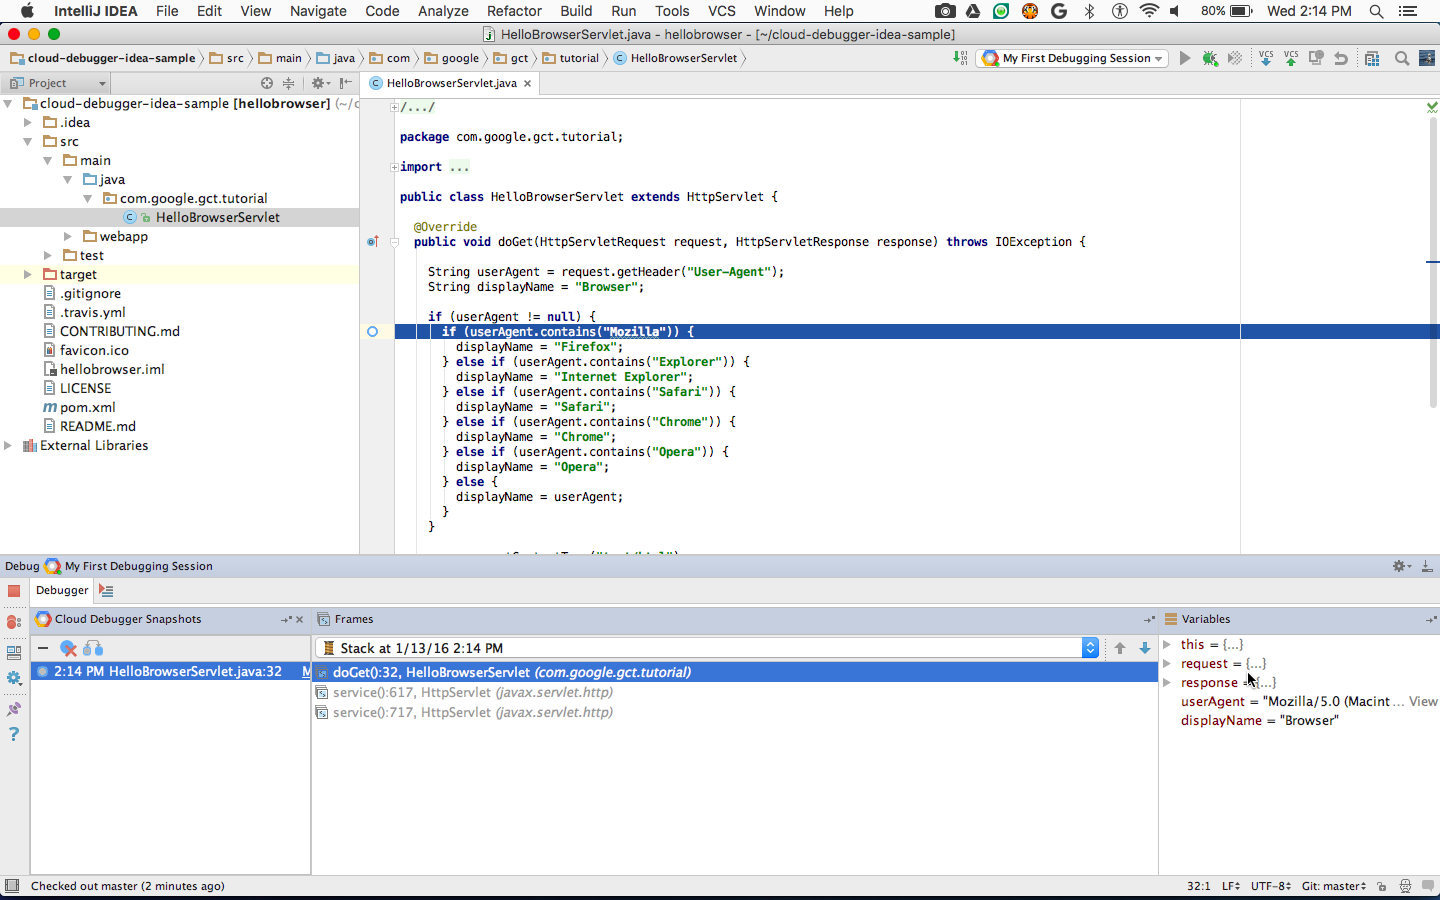 IntelliJ IDEA File Edit View Navigate Code Analyze Refactor Build Run Tools VCS Window Help 80% Wed 2:14 PM
HelloBrowserServlet.java - hellobrowser - [~/cloud-debugger-idea-sample]
cloud-debugger-idea-sample src main java com google gct tutorial HelloBrowserServlet My First Debugging Session VCS VCS
Project
HelloBrowserServlet.java
cloud-debugger-idea-sample [hellobrowser] (~/c
.idea
src
main
java
com.google.gct.tutorial
HelloBrowserServlet
webapp
test
target
.gitignore
.travis.yml
CONTRIBUTING.md
favicon.ico
hellobrowser.iml
LICENSE
pom.xml
README.md
External Libraries
/.../
package com.google.gct.tutorial;
import ...
public class HelloBrowserServlet extends HttpServlet {
@Override
public void doGet(HttpServletRequest request, HttpServletResponse response) throws IOException {
String userAgent = request.getHeader("User-Agent");
String displayName = "Browser";
if (userAgent != null) {
if (userAgent.contains("Mozilla")) {
displayName = "Firefox";
} else if (userAgent.contains("Explorer")) {
displayName = "Internet Explorer";
} else if (userAgent.contains("Safari")) {
displayName = "Safari";
} else if (userAgent.contains("Chrome")) {
displayName = "Chrome";
} else if (userAgent.contains("Opera")) {
displayName = "Opera";
} else {
displayName = userAgent;
}
}
Debug My First Debugging Session
Debugger
Cloud Debugger Snapshots
2:14 PM HelloBrowserServlet.java:32 M
Frames
Stack at 1/13/16 2:14 PM
doGet():32, HelloBrowserServlet (com.google.gct.tutorial)
service():617, HttpServlet (javax.servlet.http)
service():717, HttpServlet (javax.servlet.http)
Variables
this = {...}
request = {...}
response = {...}
userAgent = "Mozilla/5.0 (Macint ... View
displayName = "Browser"
Checked out master (2 minutes ago) 32:1 LF UTF-8 Git: master